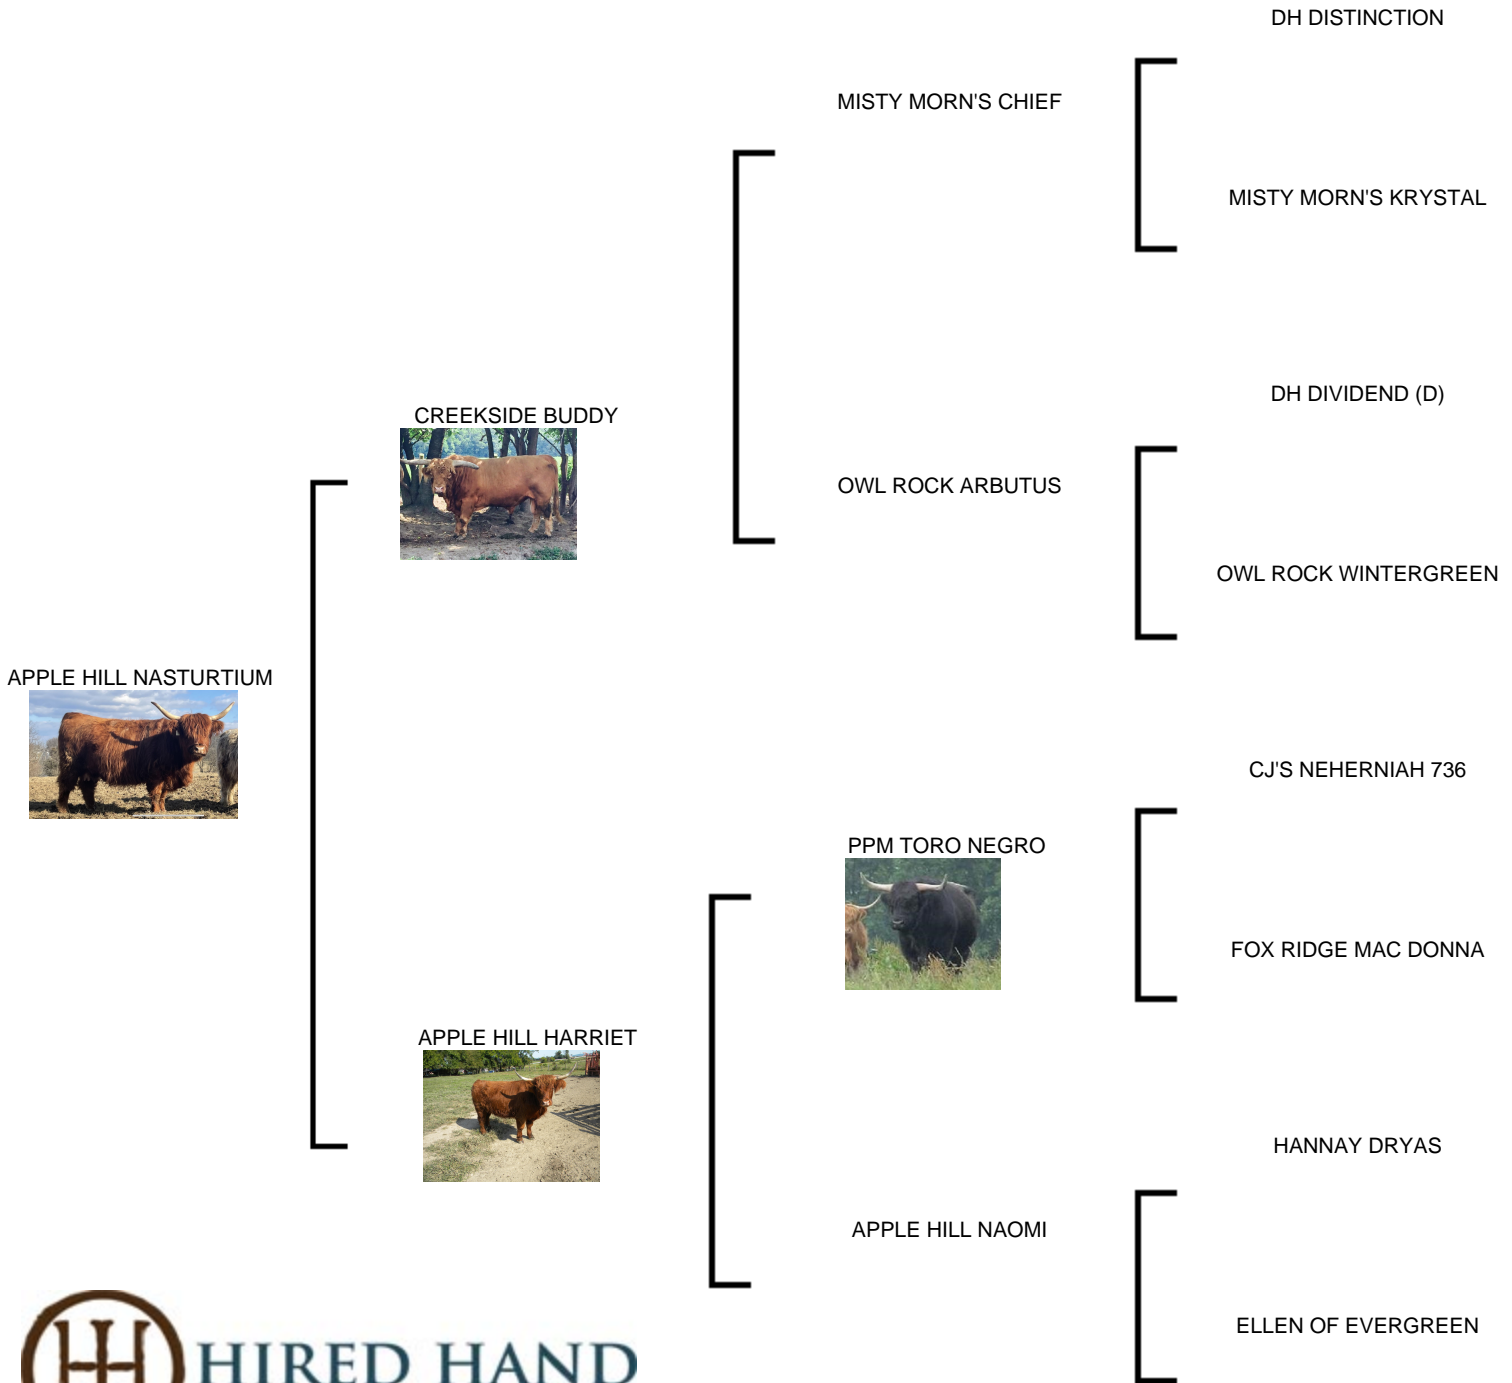 DH DISTINCTION
MISTY MORN'S CHIEF
MISTY MORN'S KRYSTAL
DH DIVIDEND (D)
CREEKSIDE BUDDY
OWL ROCK ARBUTUS
OWL ROCK WINTERGREEN
APPLE HILL NASTURTIUM
CJ'S NEHERNIAH 736
PPM TORO NEGRO
FOX RIDGE MAC DONNA
APPLE HILL HARRIET
HANNAY DRYAS
APPLE HILL NAOMI
ELLEN OF EVERGREEN
HIRED HAND